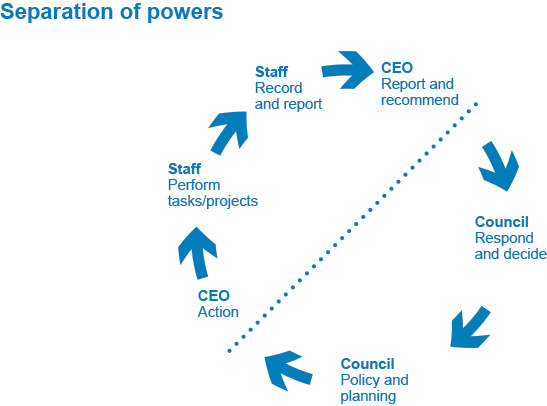 Separation of powers
Staff
Record
and report
CEO
Report and
recommend
Staff
Perform
tasks/projects
Council
Respond
and decide
CEO
Action
Council
Policy and
planning